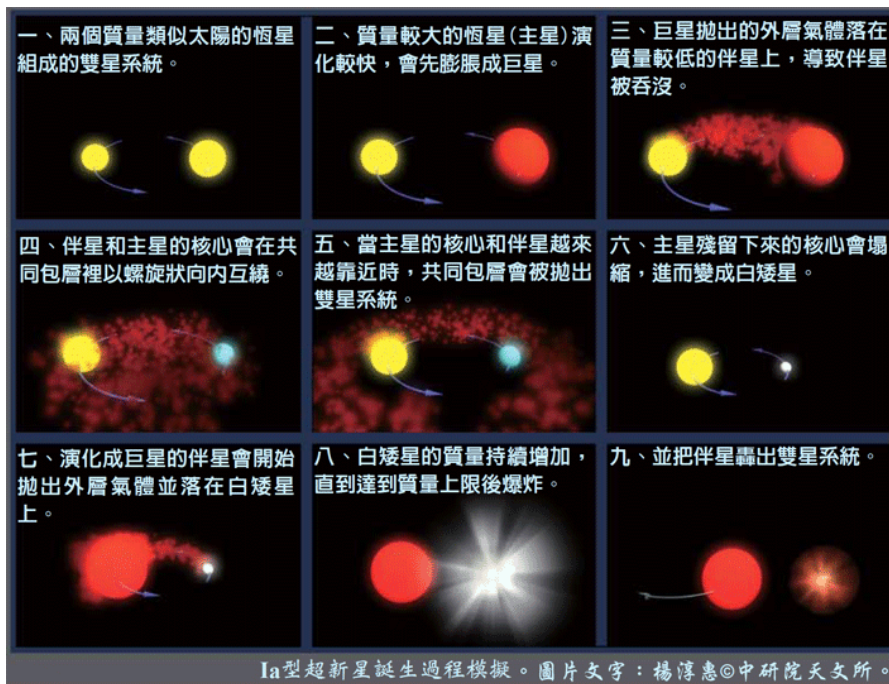 一、兩個質量類似太陽的恆星
組成的雙星系統。
二、質量較大的恆星(主星)演
化較快，會先膨脹成巨星。
三、巨星拋出的外層氣體落在
質量較低的伴星上，導致伴星
被吞沒。
四、伴星和主星的核心會在共
同包層裡以螺旋狀向內互繞。
五、當主星的核心和伴星越來
越靠近時，共同包層會被拋出
雙星系統。
六、主星殘留下來的核心會塌
縮，進而變成白矮星。
七、演化成巨星的伴星會開始
拋出外層氣體並落在白矮星
上。
八、白矮星的質量持續增加，
直到達到質量上限後爆炸。
九、並把伴星轟出雙星系統。
Ia型超新星誕生過程模擬。圖片文字：楊淳惠©中研院天文所。